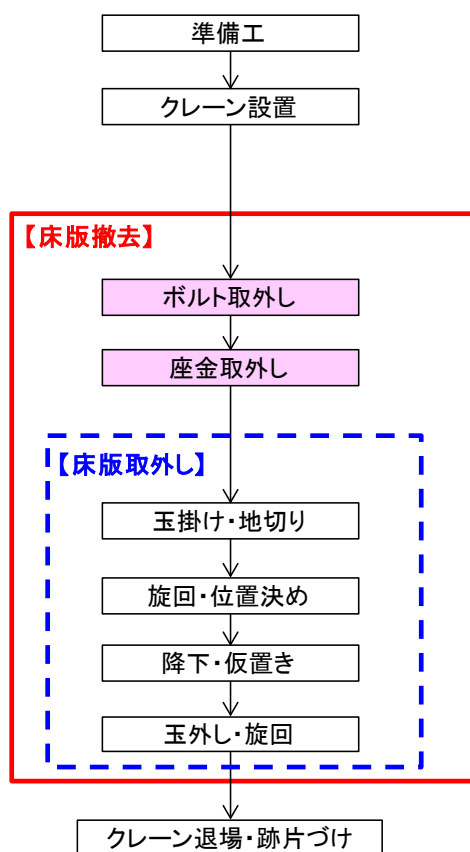 準備工
クレーン設置
【床版撤去】
ボルト取外し
座金取外し
【床版取外し】
玉掛け・地切り
旋回・位置決め
降下・仮置き
玉外し・旋回
クレーン退場・跡片づけ